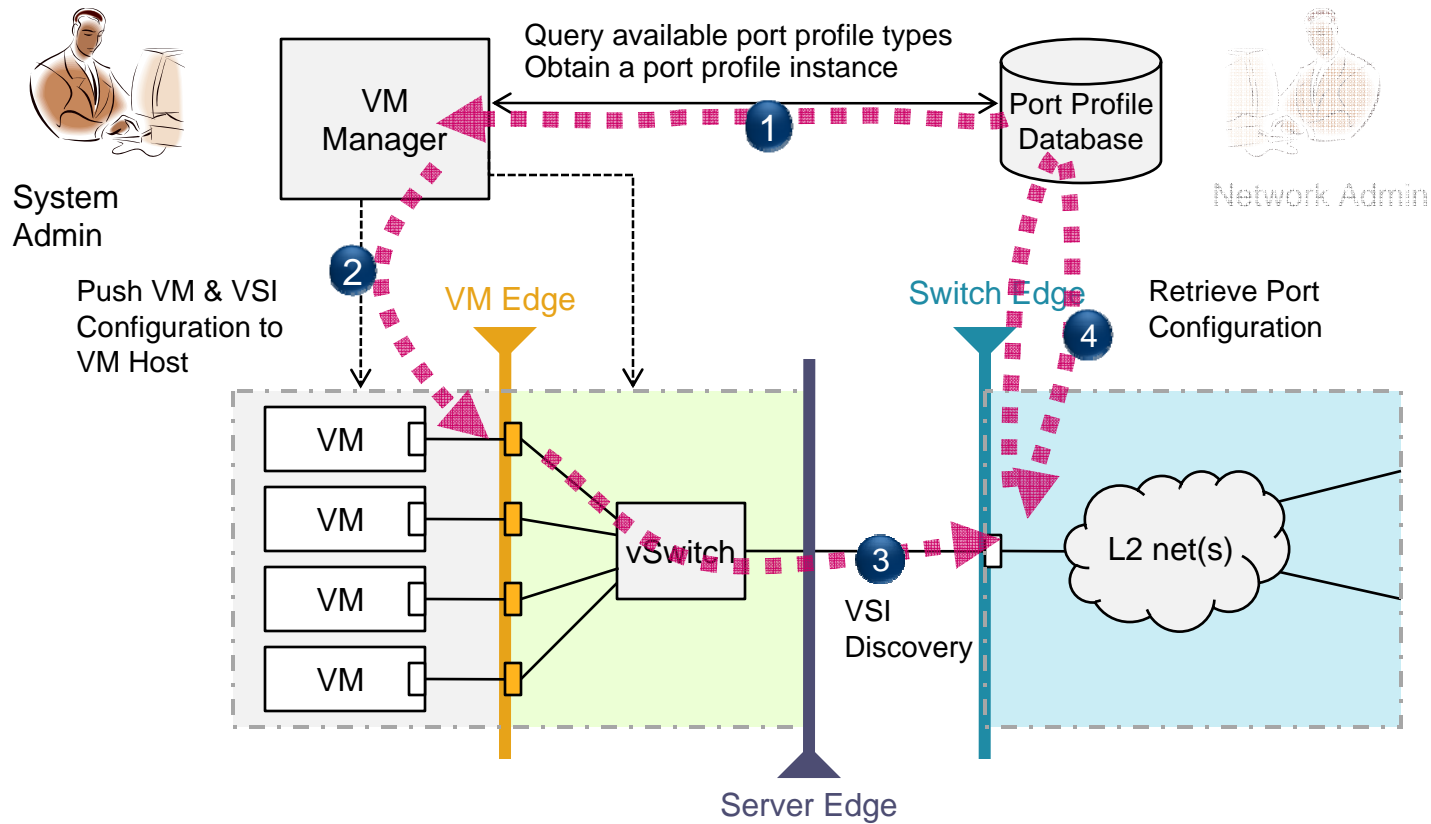 Query available port profile types
Obtain a port profile instance
VM
Manager
1
Port Profile
Database
System
Admin
Network Admin
2
Push VM & VSI
Configuration to
VM Host
VM Edge
Switch Edge
4
Retrieve Port
Configuration
VM
VM
VM
VM
vSwitch
3
VSI
Discovery
L2 net(s)
Server Edge